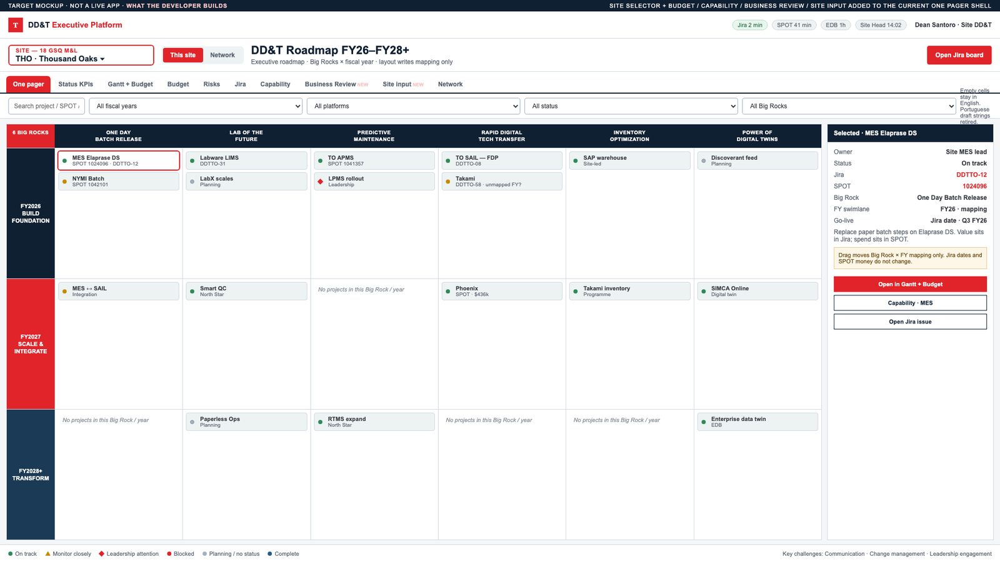 TARGET MOCKUP · NOT A LIVE APP · WHAT THE DEVELOPER BUILDS
SITE SELECTOR + BUDGET / CAPABILITY / BUSINESS REVIEW / SITE INPUT ADDED TO THE CURRENT ONE PAGER SHELL
T
DD&T Executive Platform
Jira 2 min
SPOT 41 min
EDB 1h
Site Head 14:02
Dean Santoro · Site DD&T
SITE — 18 GSQ M&L
THO · Thousand Oaks
This site
Network
DD&T Roadmap FY26–FY28+
Executive roadmap · Big Rocks × fiscal year · layout writes mapping only
Open Jira board
One pager
Status KPIs
Gantt + Budget
Budget
Risks
Jira
Capability
Business Review NEW
Site input NEW
Network
Search project / SPOT /
All fiscal years
All platforms
All status
All Big Rocks
Empty cells
stay in
English.
Portuguese
draft strings
retired.
6 BIG ROCKS
ONE DAY
BATCH RELEASE
LAB OF THE
FUTURE
PREDICTIVE
MAINTENANCE
RAPID DIGITAL
TECH TRANSFER
INVENTORY
OPTIMIZATION
POWER OF
DIGITAL TWINS
FY2026
BUILD
FOUNDATION
MES Elaprase DS
SPOT 1024096 · DDTTO-12
NYMI Batch
SPOT 1042101
Labware LIMS
DDTTO-31
LabX scales
Planning
TO APMS
SPOT 1041357
LPMS rollout
Leadership
TO SAIL — FDP
DDTTO-08
Takami
DDTTO-58 · unmapped FY?
SAP warehouse
Site-led
Discoverant feed
Planning
FY2027
SCALE &
INTEGRATE
MES ↔ SAIL
Integration
Smart QC
North Star
No projects in this Big Rock / year
Phoenix
SPOT · $436k
Takami inventory
Programme
SIMCA Online
Digital twin
FY2028+
TRANSFORM
No projects in this Big Rock / year
Paperless Ops
Planning
RTMS expand
North Star
No projects in this Big Rock / year
No projects in this Big Rock / year
Enterprise data twin
EDB
Selected · MES Elaprase DS
Owner Site MES lead
Status On track
Jira DDTTO-12
SPOT 1024096
Big Rock One Day Batch Release
FY swimlane FY26 · mapping
Go-live Jira date · Q3 FY26
Replace paper batch steps on Elaprase DS. Value sits
in Jira; spend sits in SPOT.
Drag moves Big Rock × FY mapping only. Jira dates and
SPOT money do not change.
Open in Gantt + Budget
Capability · MES
Open Jira issue
On track
Monitor closely
Leadership attention
Blocked
Planning / no status
Complete
Key challenges: Communication · Change management · Leadership engagement